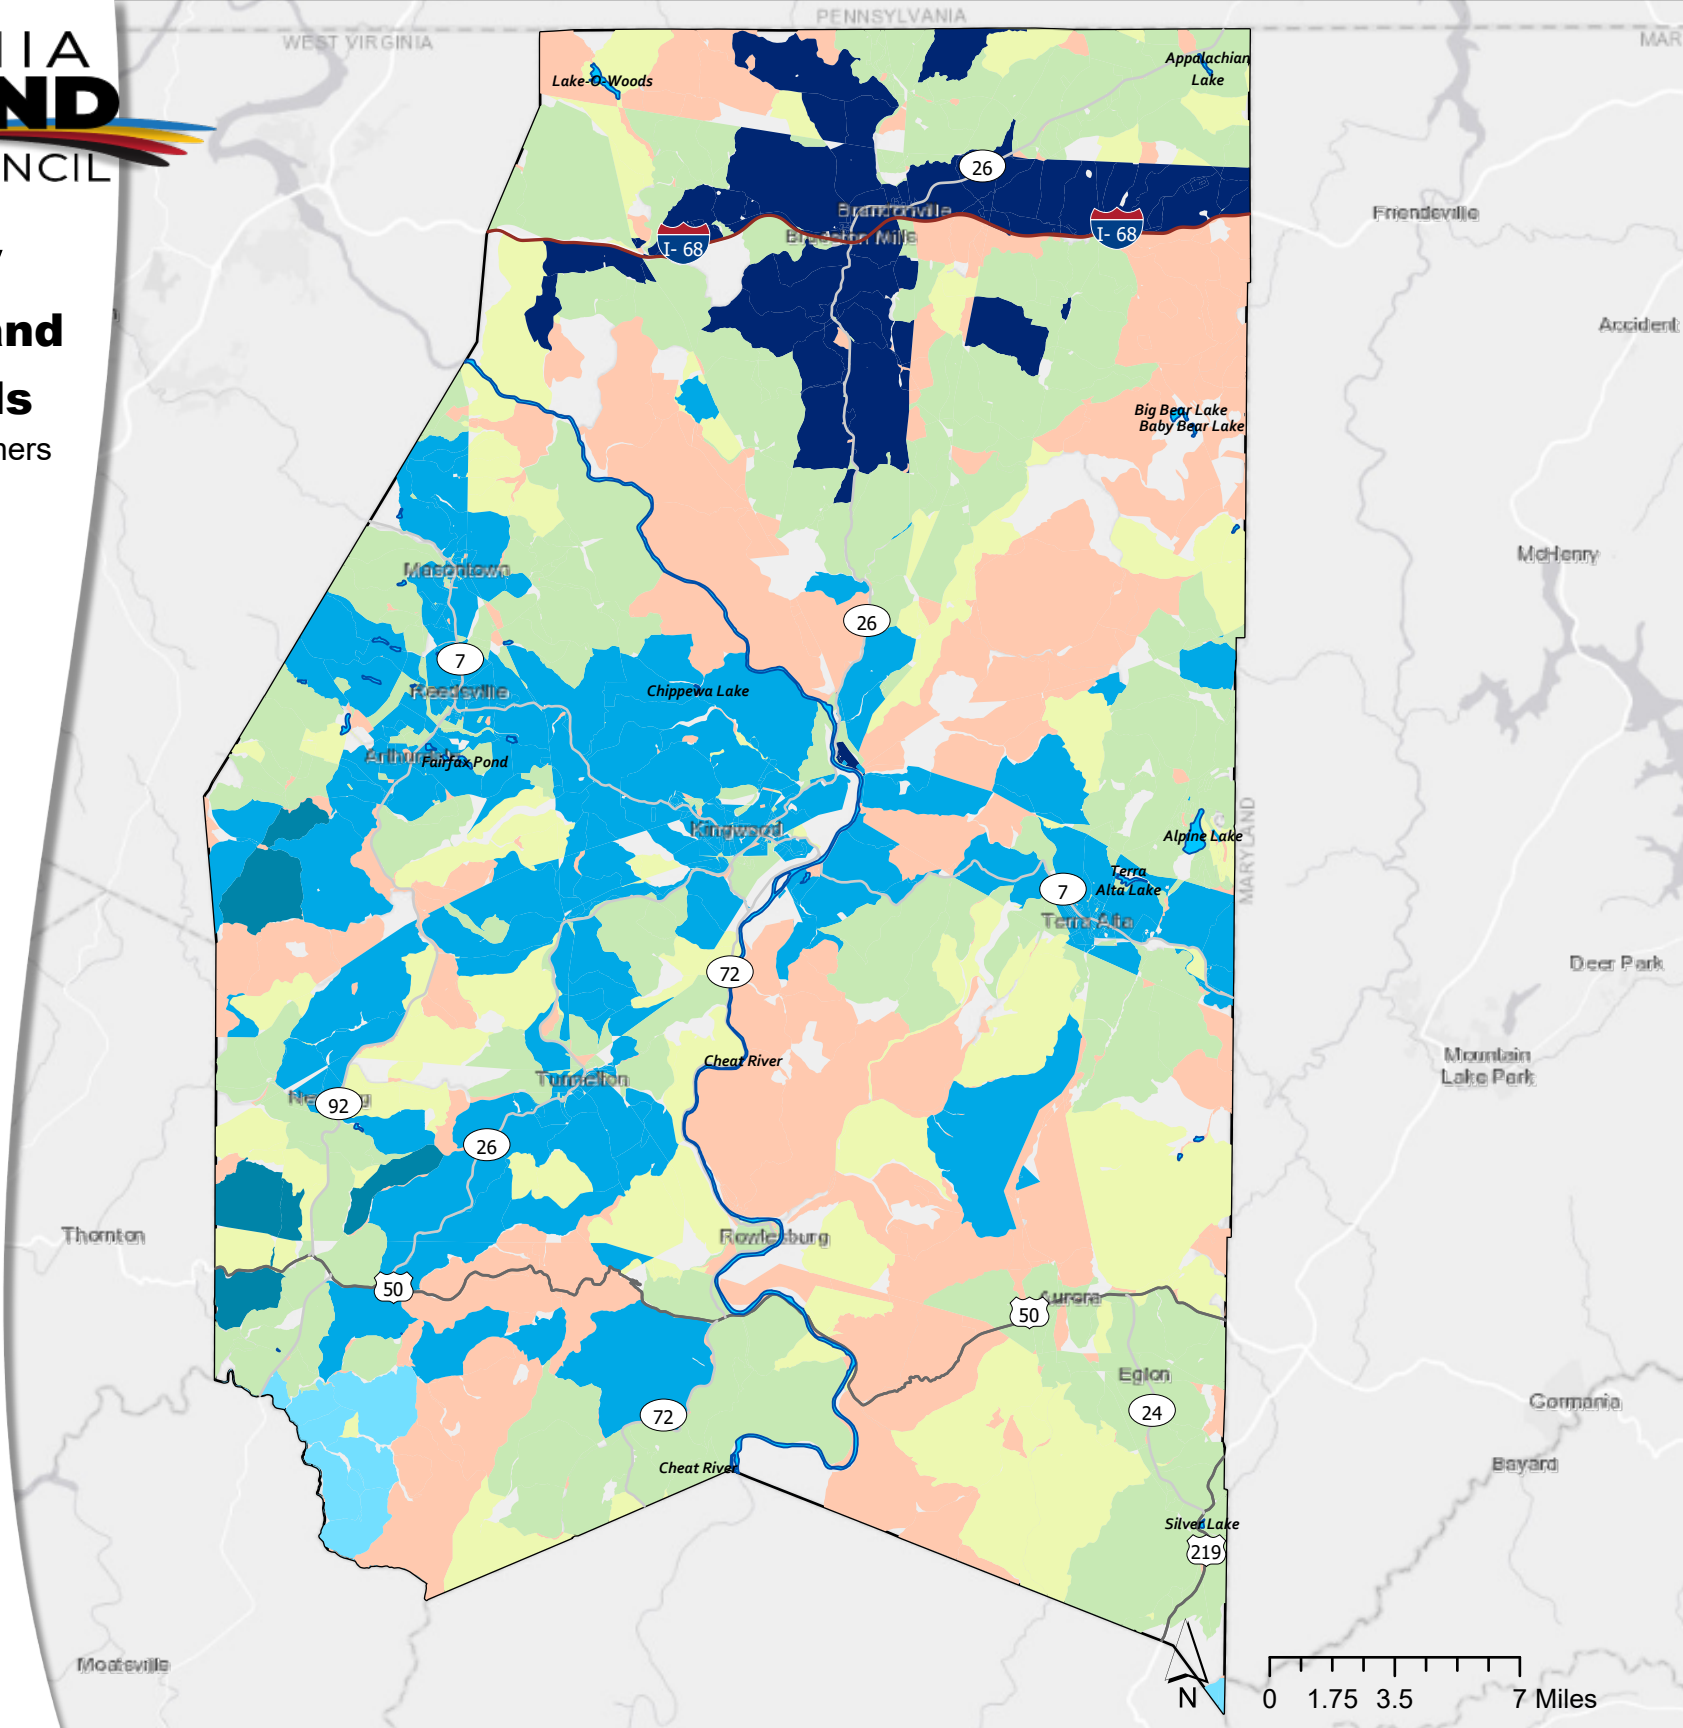 PENNSYLVANIA
WEST VIRGINIA
MAR
NIA
ND
NCIL
and
ls
ners
Lake-O-Woods
Appalachian
Lake
26
Brandonville
Bruceton Mills
I- 68
I- 68
Friendsville
Accident
Big Bear Lake
Baby Bear Lake
McHenry
Masontown
26
7
Reedsville
Chippewa Lake
Arthurdale
Fairfax Pond
Kingwood
Alpine Lake
MARYLAND
Terra
Alta Lake
7
Terra Alta
72
Deer Park
Cheat River
Mountain
Lake Park
Tunnelton
92
26
Thornton
Rowlesburg
50
Aurora
50
Eglon
24
Gormania
72
Cheat River
Bayard
Silver Lake
219
Moatsville
N
0 1.75 3.5 7 Miles